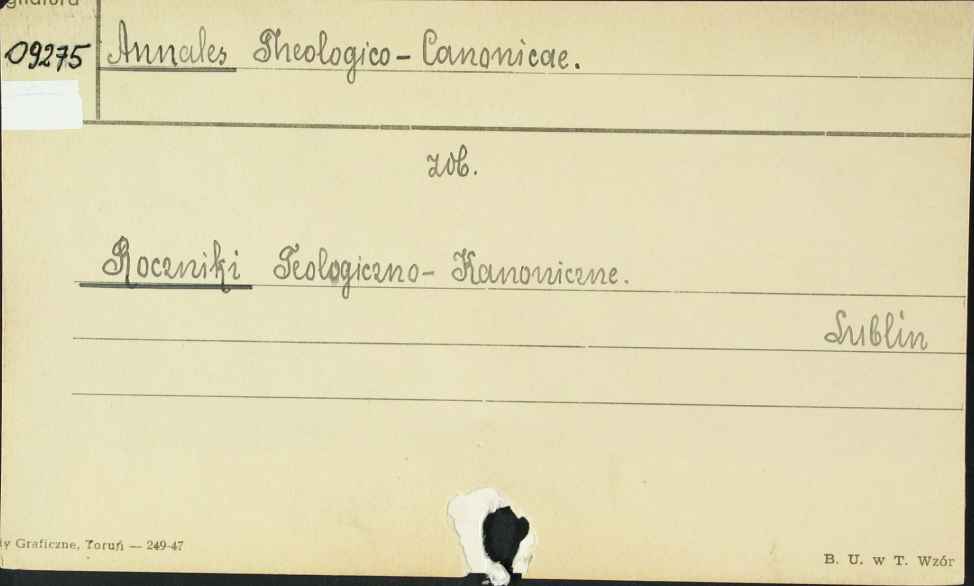 09275 Annales Theologico - Canonicae.
zob.
Roczniki Teologiczno - Kanoniczne.
Lublin
Graficzne, Toruń — 249-47
B. U. w T. Wzór